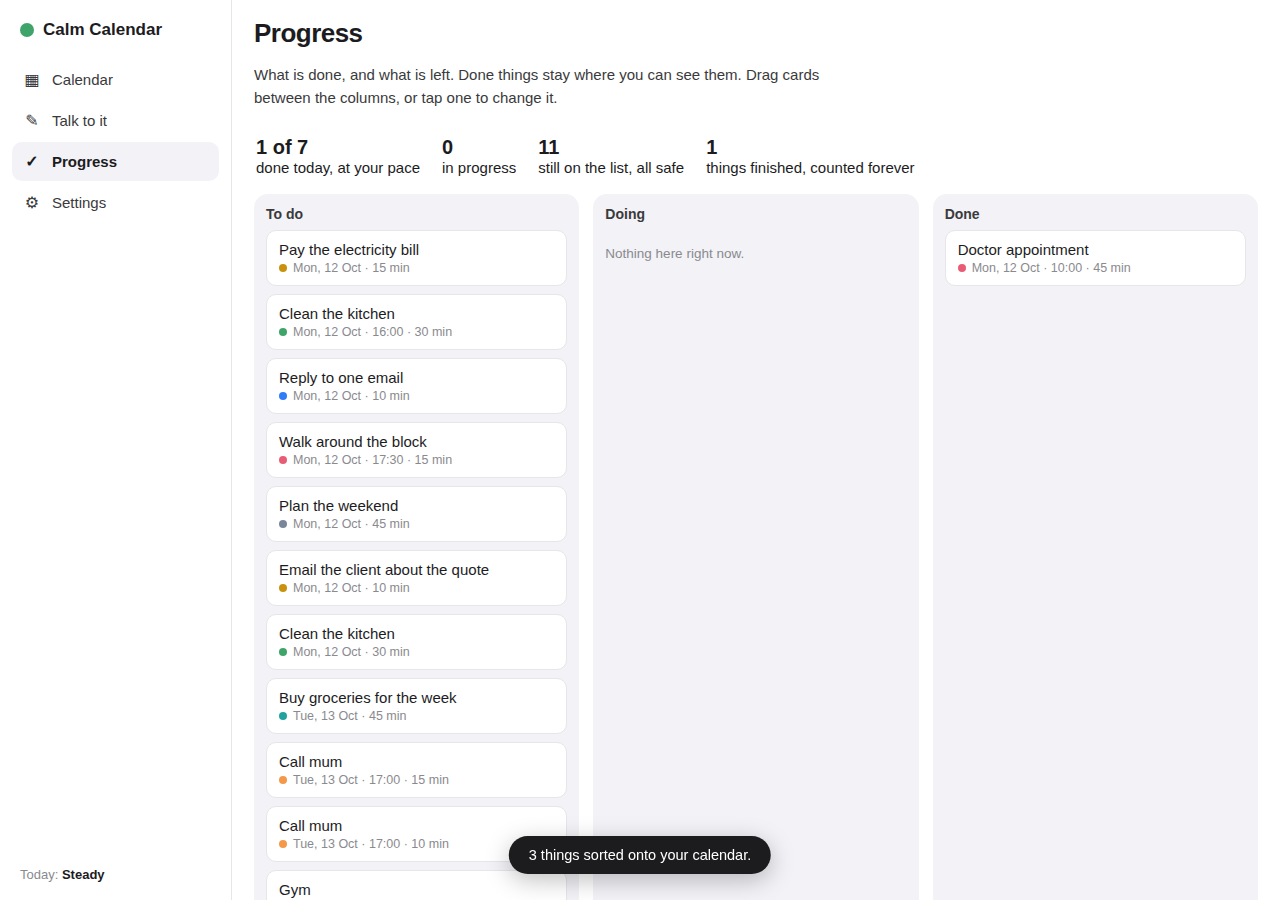 Calm Calendar
Calendar
Talk to it
Progress
Settings
Today: Steady
Progress
What is done, and what is left. Done things stay where you can see them. Drag cards
between the columns, or tap one to change it.
1 of 7
done today, at your pace
0
in progress
11
still on the list, all safe
1
things finished, counted forever
To do
Pay the electricity bill
Mon, 12 Oct · 15 min
Clean the kitchen
Mon, 12 Oct · 16:00 · 30 min
Reply to one email
Mon, 12 Oct · 10 min
Walk around the block
Mon, 12 Oct · 17:30 · 15 min
Plan the weekend
Mon, 12 Oct · 45 min
Email the client about the quote
Mon, 12 Oct · 10 min
Clean the kitchen
Mon, 12 Oct · 30 min
Buy groceries for the week
Tue, 13 Oct · 45 min
Call mum
Tue, 13 Oct · 17:00 · 15 min
Call mum
Tue, 13 Oct · 17:00 · 10 min
Gym
Doing
Nothing here right now.
Done
Doctor appointment
Mon, 12 Oct · 10:00 · 45 min
3 things sorted onto your calendar.